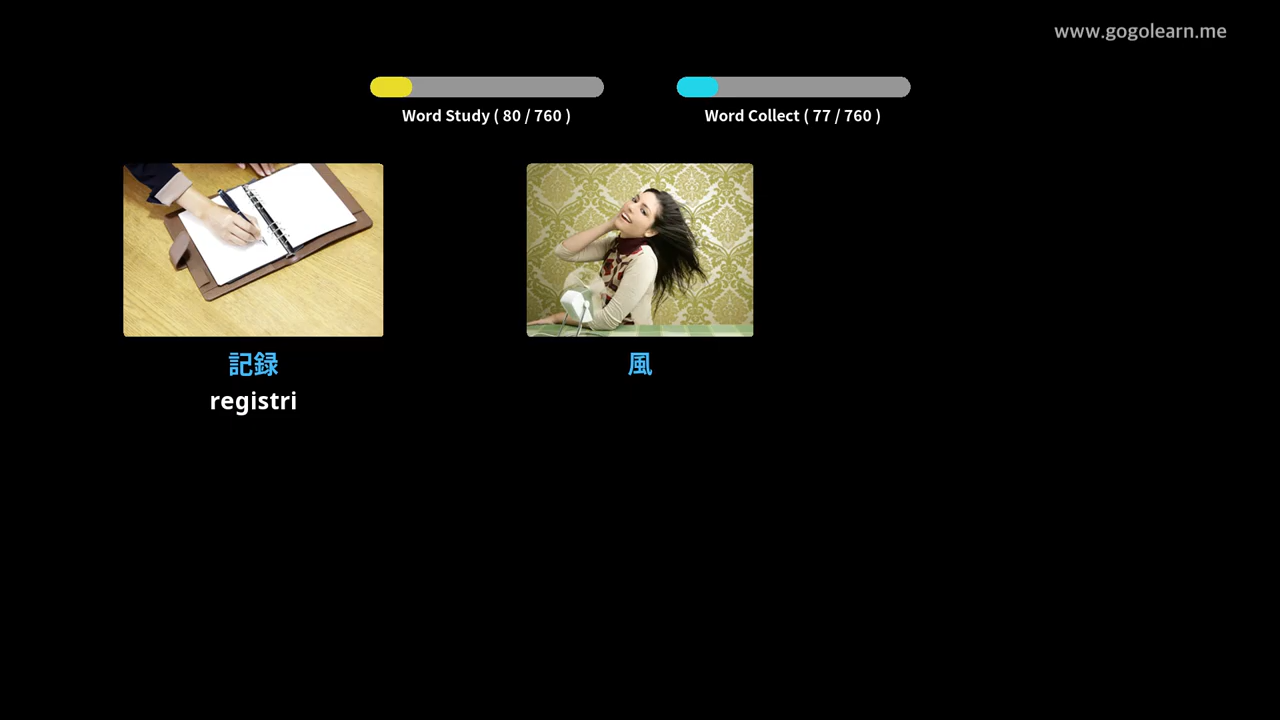 www.gogolearn.me
Word Study ( 80 / 760 )
Word Collect ( 77 / 760 )
記録
registri
風